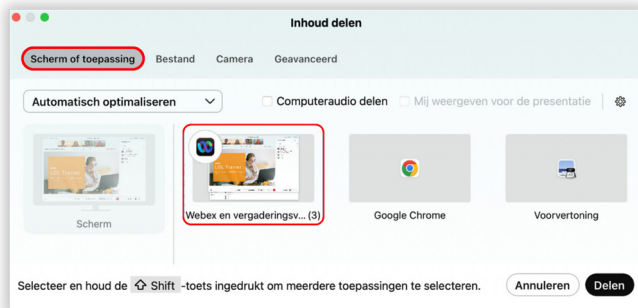 Inhoud delen
Scherm of toepassing Bestand Camera Geavanceerd
Automatisch optimaliseren Computeraudio delen Mij weergeven voor de presentatie
Scherm Webex en vergaderingsv... (3) Google Chrome Voorvertoning
Selecteer en houd de Shift -toets ingedrukt om meerdere toepassingen te selecteren. Annuleren Delen